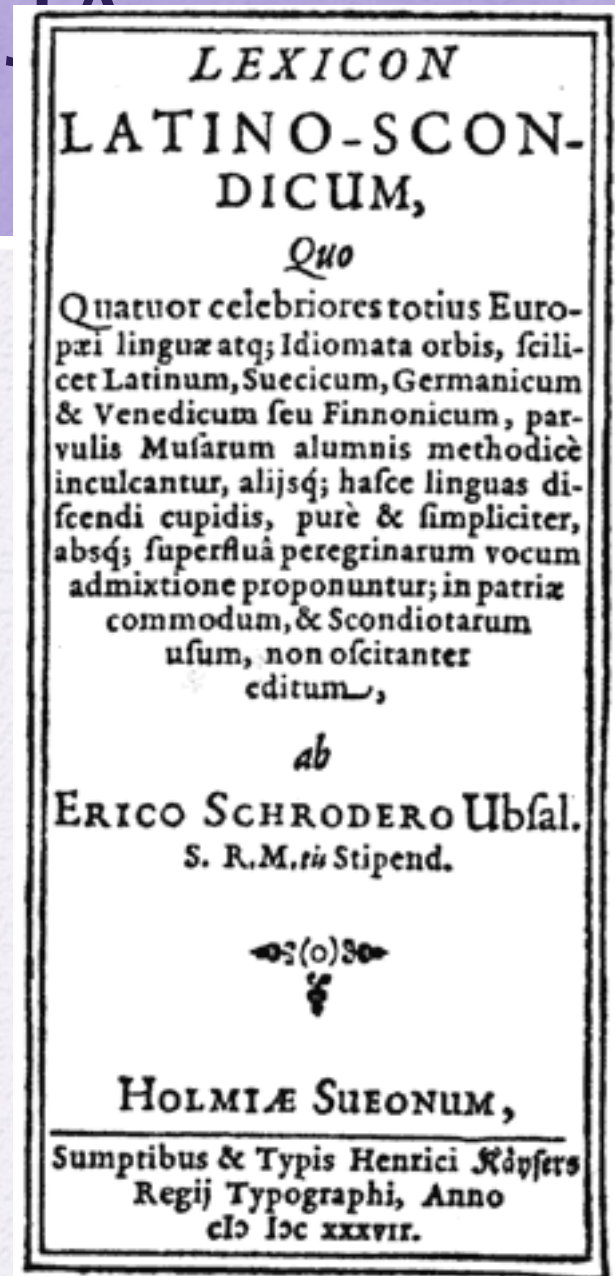 LEXICON
LATINO-SCON-
DICUM,
Quo
Quatuor celebriores totius Euro-
pæi linguæ atq; Idiomata orbis, ſcili-
cet Latinum, Suecicum, Germanicum
& Venedicum ſeu Finnonicum, par-
vulis Muſarum alumnis methodicè
inculcantur, alijsq́; haſce linguas di-
ſcendi cupidis, purè & ſimpliciter,
absq́; ſuperfluâ peregrinarum vocum
admixtione proponuntur; in patriæ
commodum, & Scondiotarum
uſum, non oſcitanter
editum,
ab
ERICO SCHRODERO Ubſal.
S. R.M.tis Stipend.
(o)
HOLMIÆ SUEONUM,
Sumptibus & Typis Henrici Kåyſers
Regij Typographi, Anno
cIɔ Iɔc xxxvII.